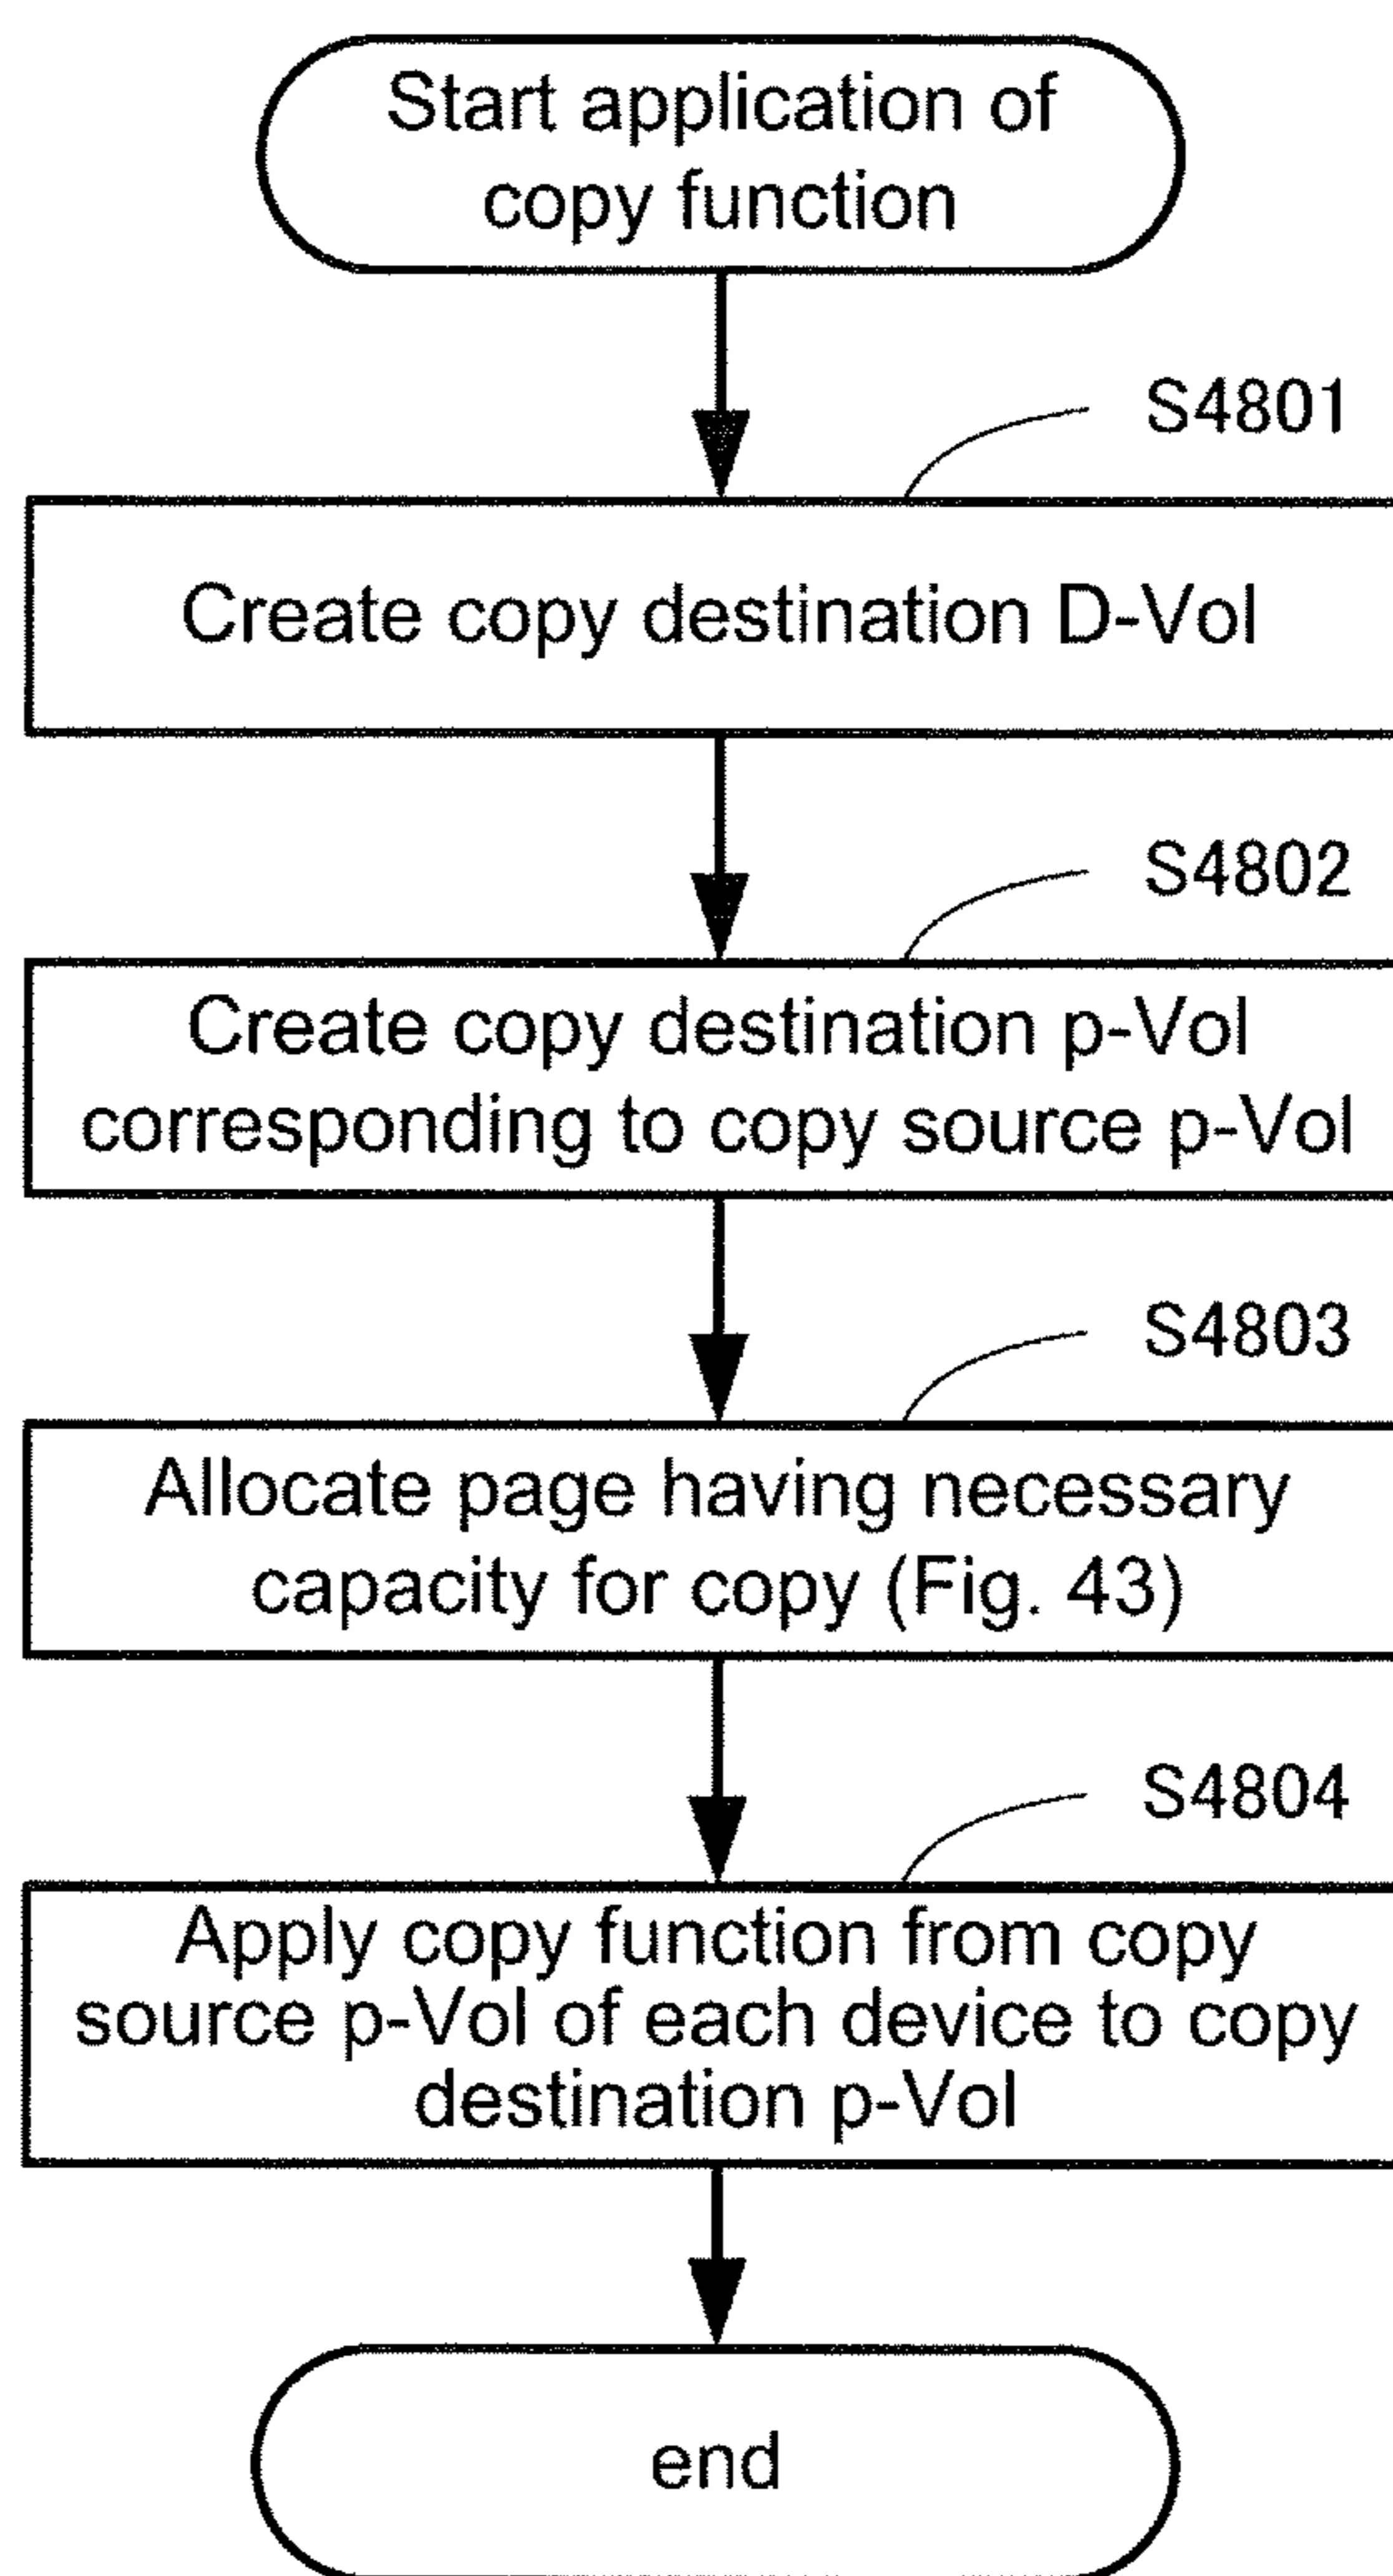 Start application of
copy function
S4801
Create copy destination D-Vol
S4802
Create copy destination p-Vol
corresponding to copy source p-Vol
S4803
Allocate page having necessary
capacity for copy (Fig. 43)
S4804
Apply copy function from copy
source p-Vol of each device to copy
destination p-Vol
end